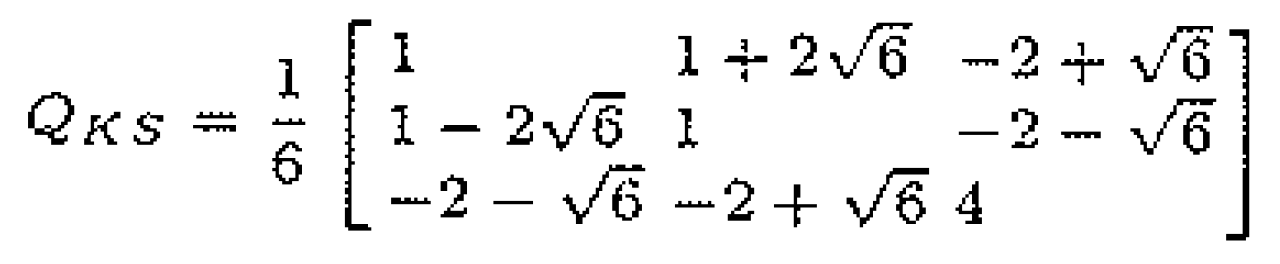 Q_{KS} = \frac{1}{6} \begin{bmatrix} 1 & 1 + 2\sqrt{6} & -2 + \sqrt{6} \\ 1 - 2\sqrt{6} & 1 & -2 - \sqrt{6} \\ -2 - \sqrt{6} & -2 + \sqrt{6} & 4 \end{bmatrix}